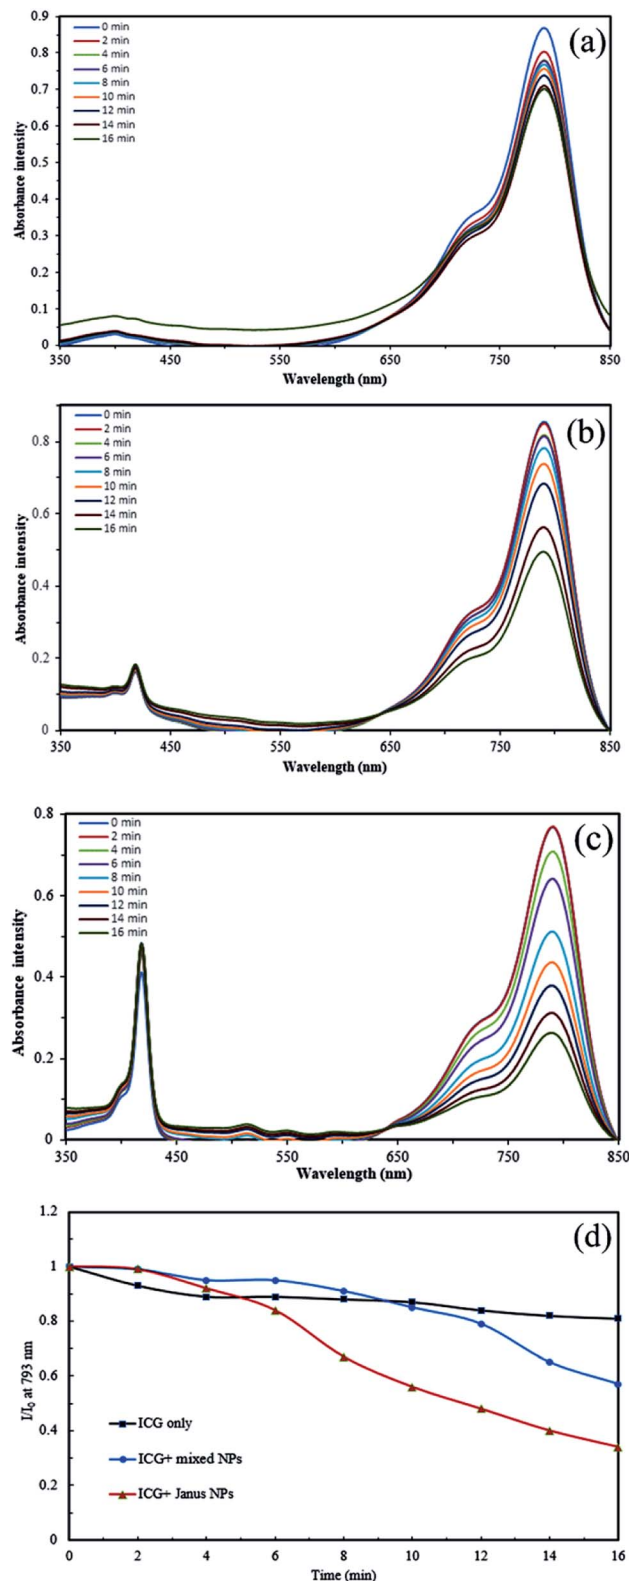 (a)
0.9
0.8
0.7
0.6
0.5
0.4
0.3
0.2
0.1
0
Absorbance intensity
0 min
2 min
4 min
6 min
8 min
10 min
12 min
14 min
16 min
350 450 550 650 750 850
Wavelength (nm)
(b)
0.8
0.6
0.4
0.2
0
Absorbance intensity
0 min
2 min
4 min
6 min
8 min
10 min
12 min
14 min
16 min
350 450 550 650 750 850
Wavelength (nm)
(c)
0.8
0.6
0.4
0.2
0
Absorbance intensity
0 min
2 min
4 min
6 min
8 min
10 min
12 min
14 min
16 min
350 450 550 650 750 850
Wavelength (nm)
(d)
1.2
1
0.8
0.6
0.4
0.2
0
I/I₀ at 793 nm
ICG only
ICG+ mixed NPs
ICG+ Janus NPs
0 2 4 6 8 10 12 14 16
Time (min)